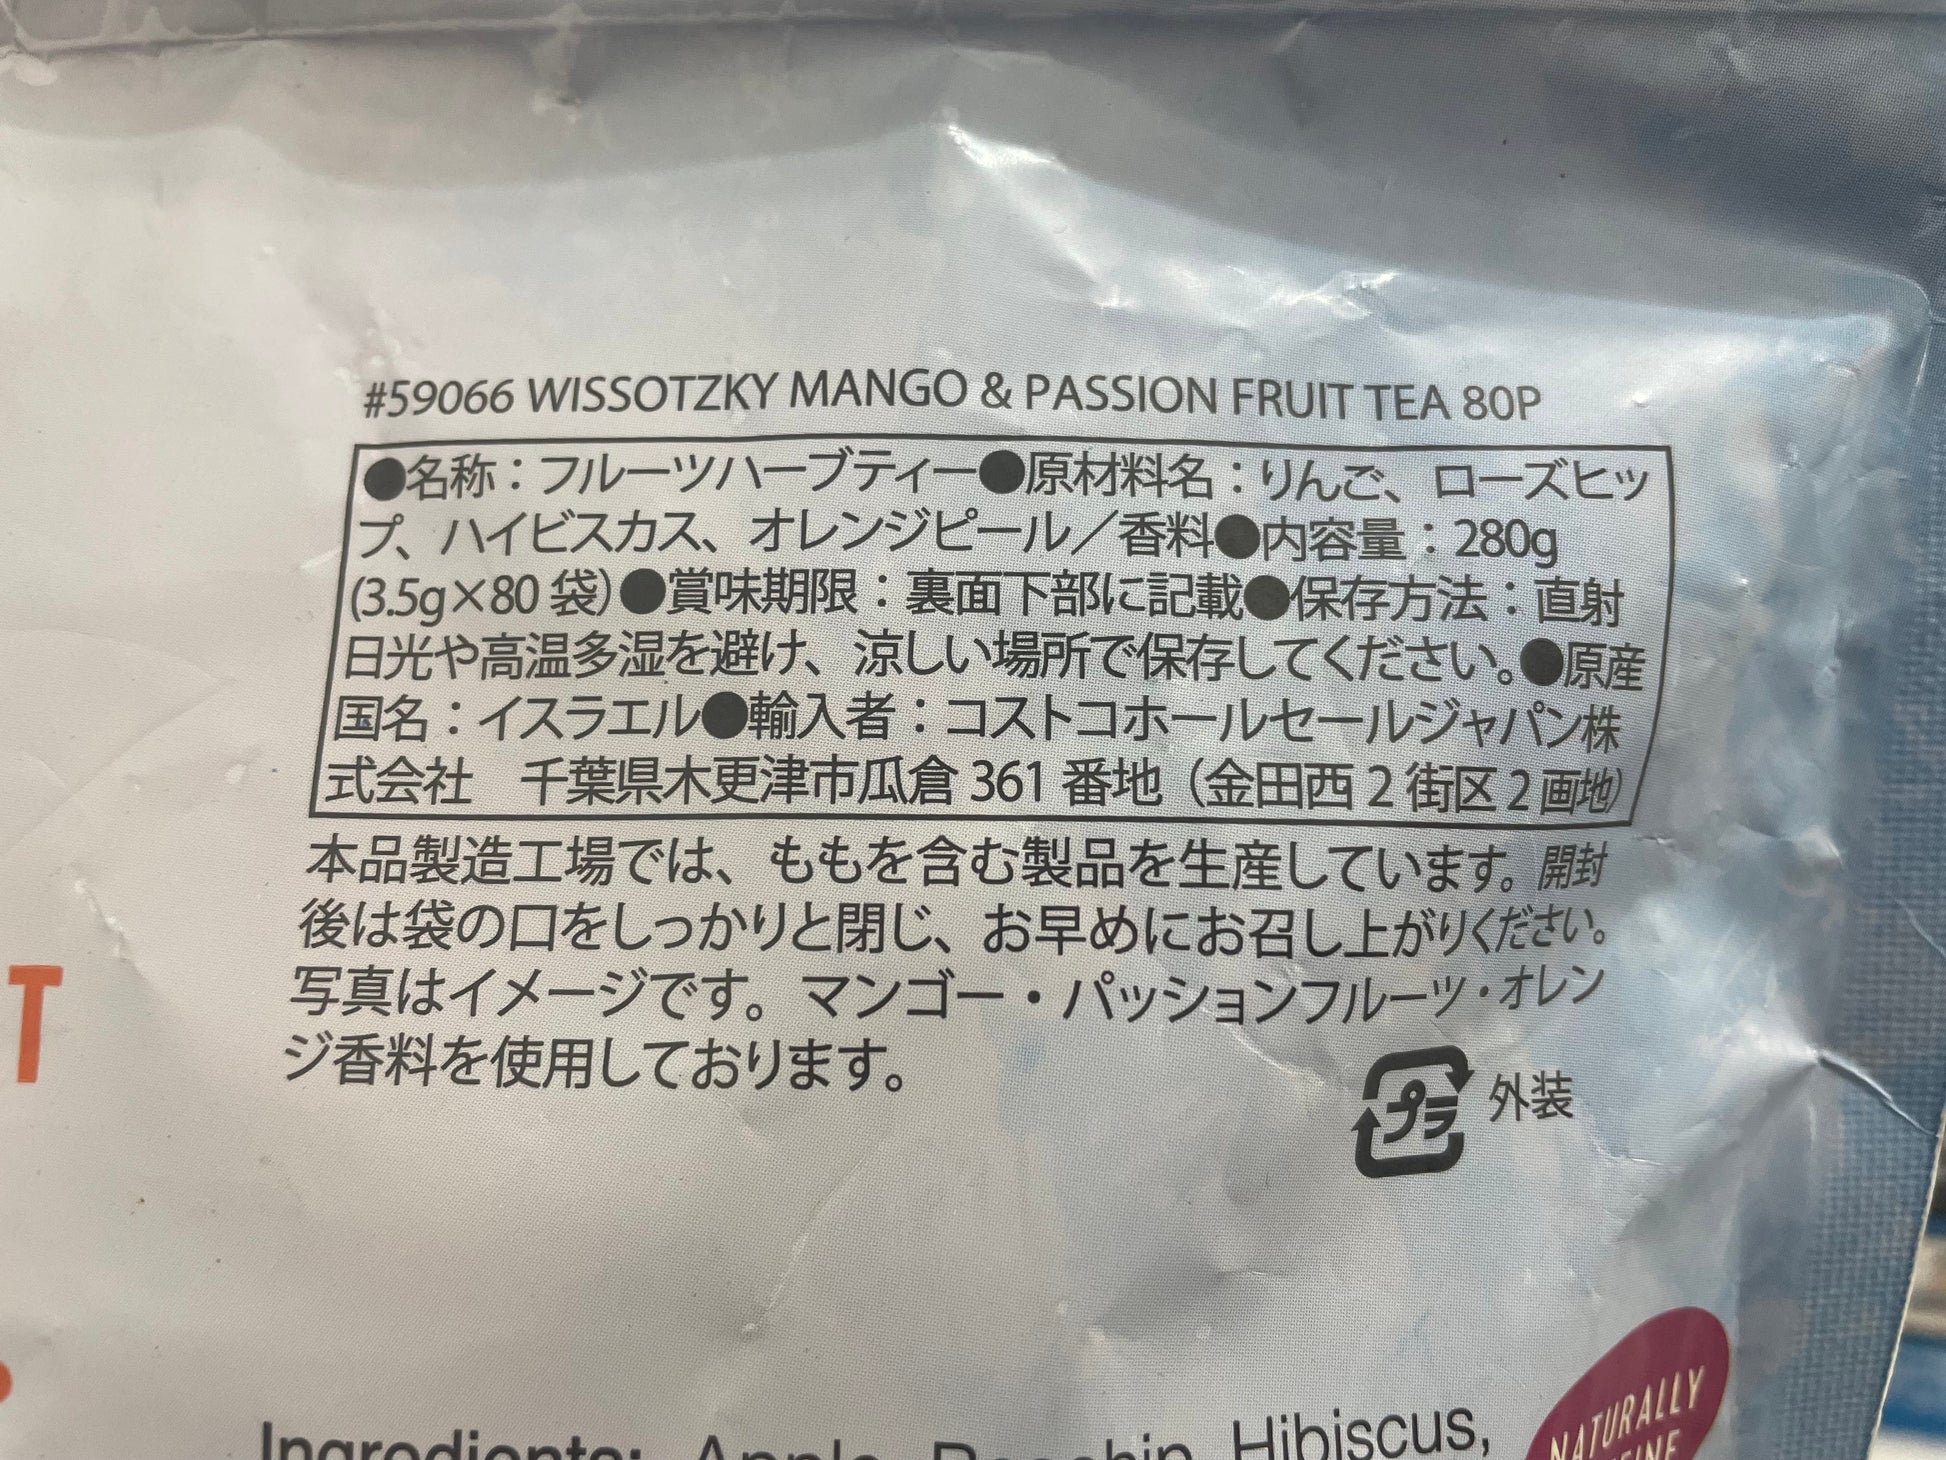 #59066 WISSOTZKY MANGO & PASSION FRUIT TEA 80P
●名称：フルーツハーブティー●原材料名：りんご、ローズヒッ
プ、ハイビスカス、オレンジピール／香料●内容量：280g
(3.5g×80 袋)●賞味期限：裏面下部に記載●保存方法：直射
日光や高温多湿を避け、涼しい場所で保存してください。●原産
国名：イスラエル●輸入者：コストコホールセールジャパン株
式会社　千葉県木更津市瓜倉 361 番地（金田西 2 街区 2 画地）
本品製造工場では、ももを含む製品を生産しています。開封
後は袋の口をしっかりと閉じ、お早めにお召し上がりください。
写真はイメージです。マンゴー・パッションフルーツ・オレン
ジ香料を使用しております。
プラ 外装
T
Ingredients: Apple, Rosehip, Hibiscus,
NATURALLY